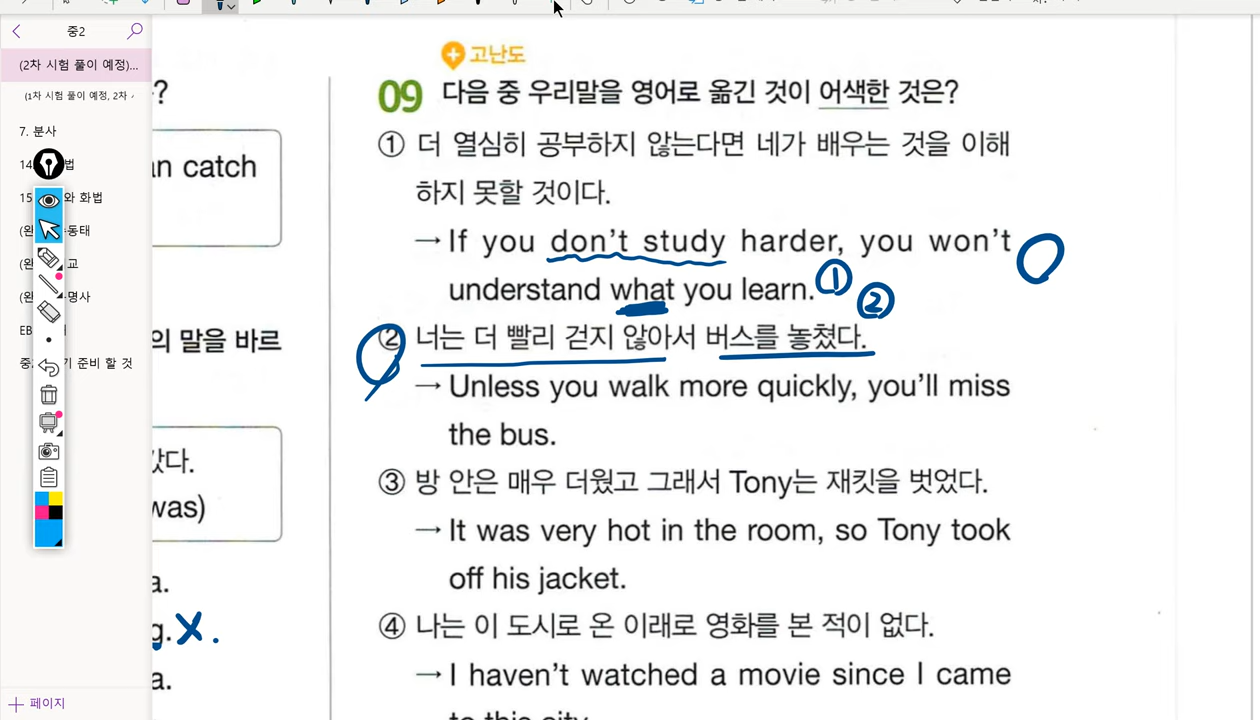 중2
(2차 시험 풀이 예정)...
(1차 시험 풀이 예정, 2차
7. 분사
14 법
15 와 화법
(완 동태
(완 교
(완 명사
EB
중2 기 준비 할 것
페이지
?
an catch
의 말을 바르
갔다.
was)
a.
g. X.
a.
고난도
09 다음 중 우리말을 영어로 옮긴 것이 어색한 것은?
① 더 열심히 공부하지 않는다면 네가 배우는 것을 이해
하지 못할 것이다.
→ If you don't study harder, you won't
understand what you learn. ① ②
② 너는 더 빨리 걷지 않아서 버스를 놓쳤다.
→ Unless you walk more quickly, you'll miss
the bus.
③ 방 안은 매우 더웠고 그래서 Tony는 재킷을 벗었다.
→ It was very hot in the room, so Tony took
off his jacket.
④ 나는 이 도시로 온 이래로 영화를 본 적이 없다.
→ I haven't watched a movie since I came
to this city.